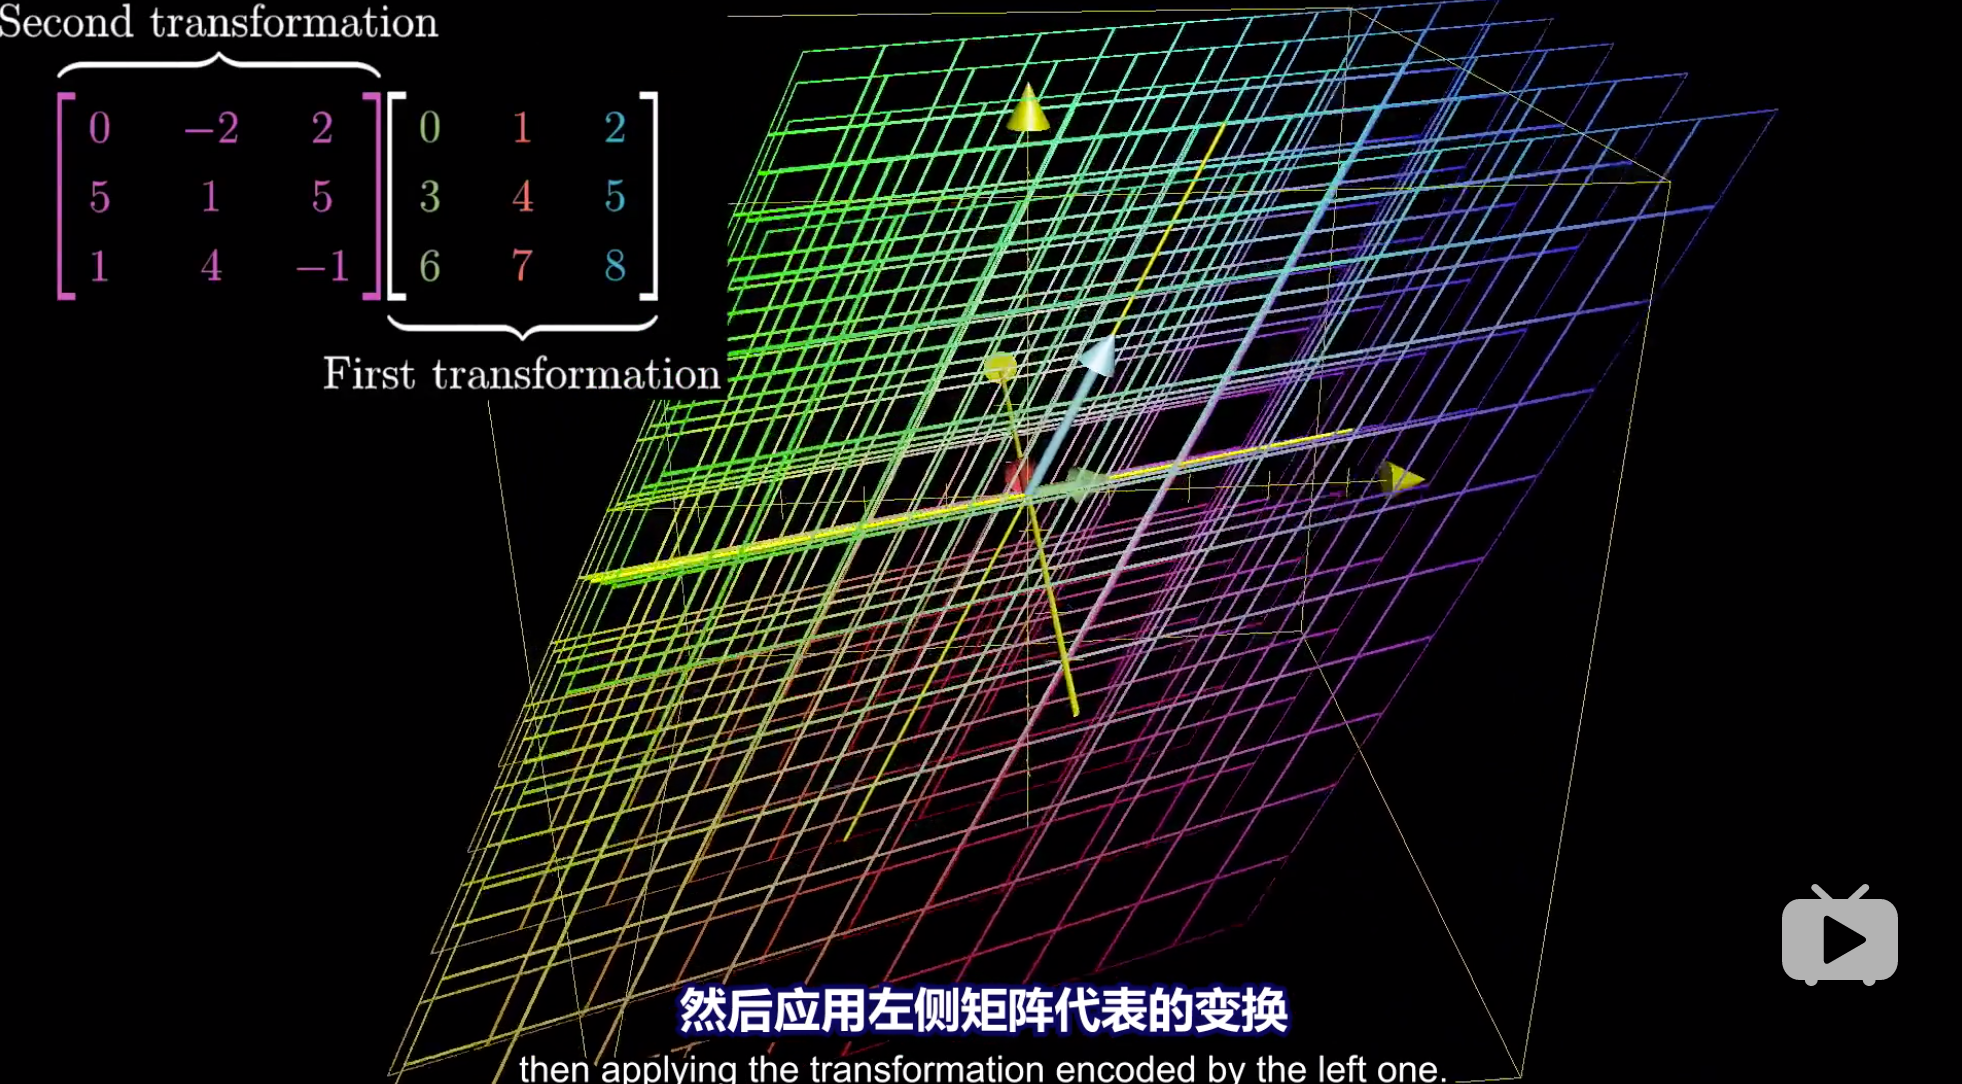 Second transformation
0 −2 2 0 1 2
5 1 5 3 4 5
1 4 −1 6 7 8
First transformation
然后应用左侧矩阵代表的变换
then applying the transformation encoded by the left one.